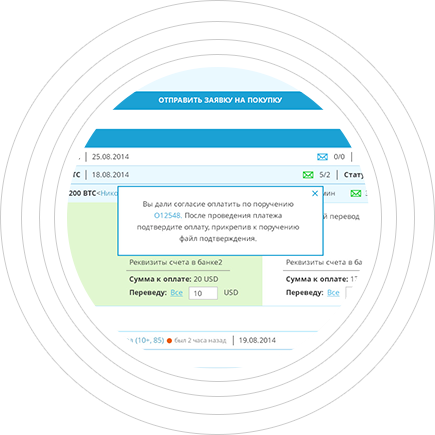 ОТПРАВИТЬ ЗАЯВКУ НА ПОКУПКУ
25.08.2014 0/0
ТС 18.08.2014 5/2 Стату
200 BTC <Нико мин
Вы дали согласие оплатить по поручению
O12548. После проведения платежа
подтвердите оплату, прикрепив к поручению
файл подтверждения.
й перевод
Реквизиты счета в банке2 Реквизиты счета в ба
Сумма к оплате: 20 USD Сумма к оплате: 1
Переведу: Все 10 USD Переведу: Все
(10+, 85) был 2 часа назад 19.08.2014